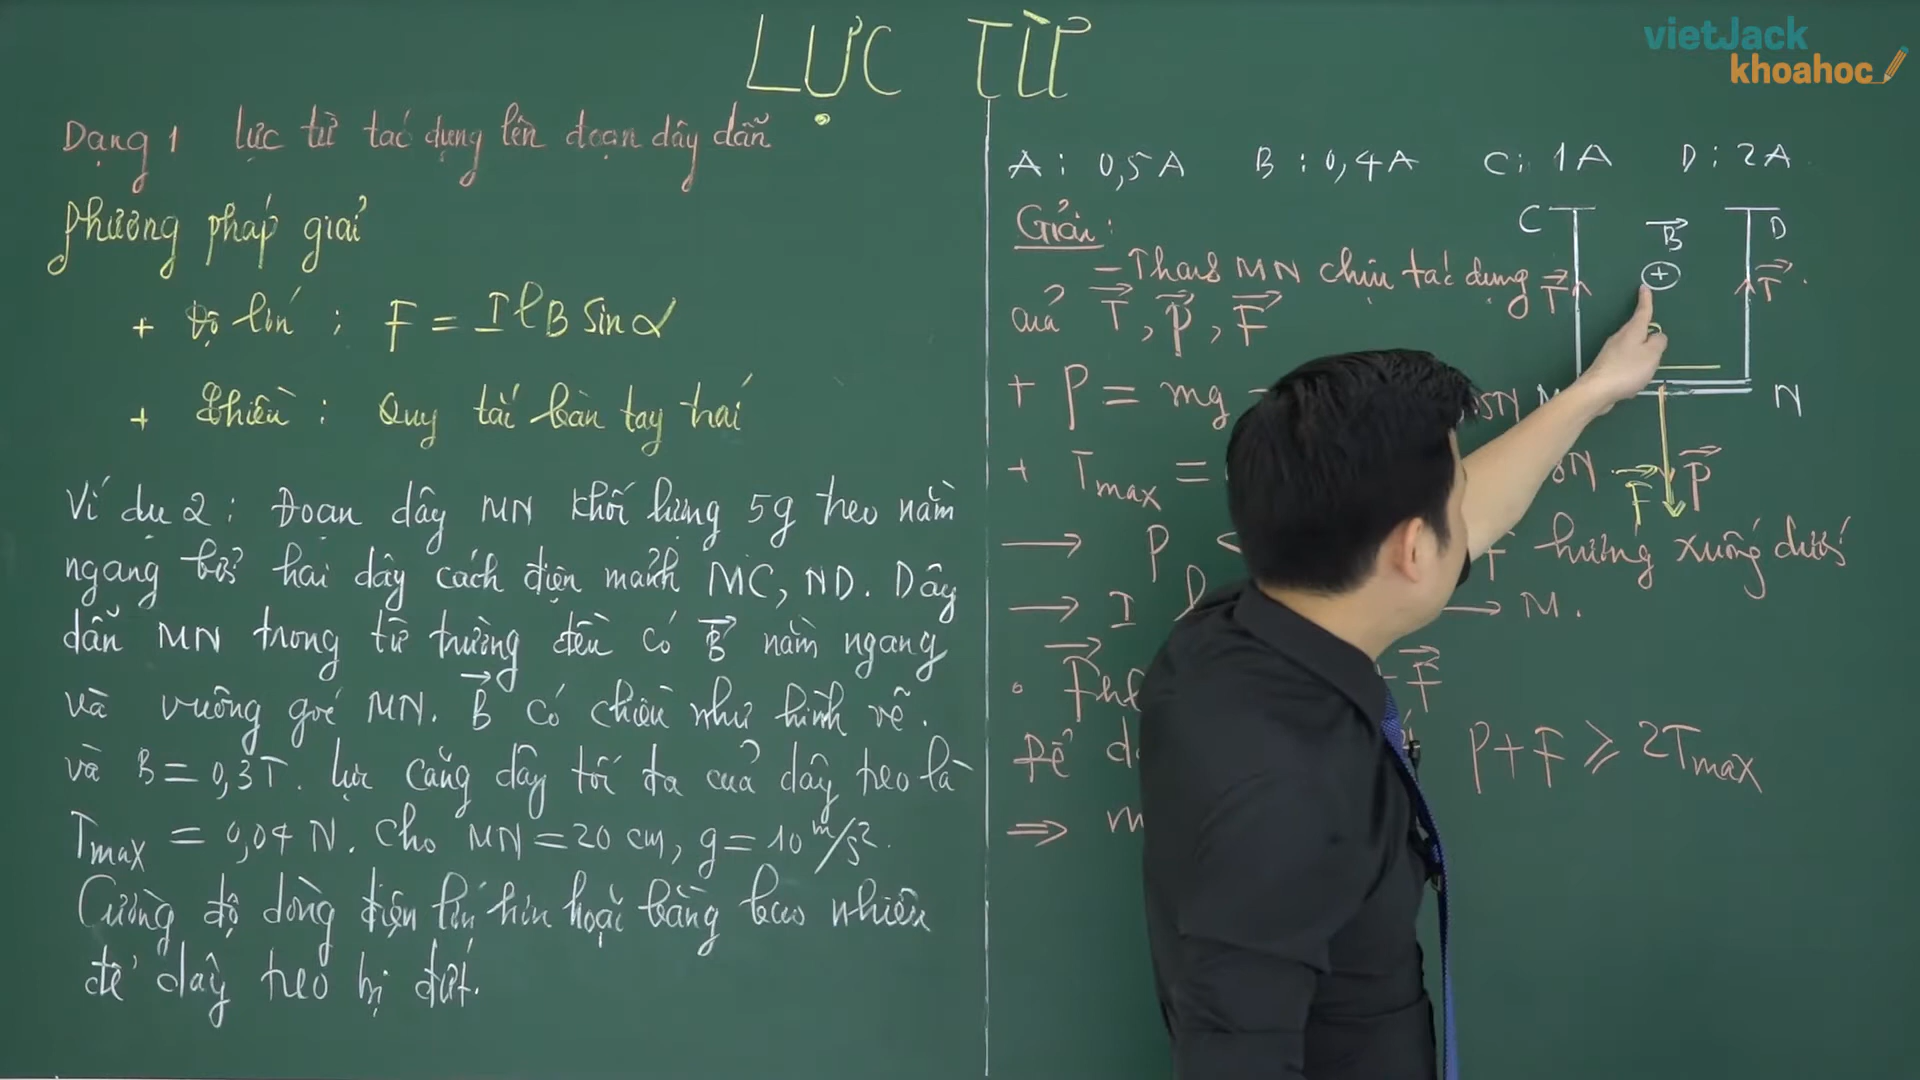 LỰC TỪ
vietJack
khoahoc
Dạng 1 lực từ tác dụng lên đoạn dây dẫn
phương pháp giải
+ Độ lớn : F = IlB sin α
+ Chiều : Quy tắc bàn tay trái
Ví dụ 2 : Đoạn dây MN khối lượng 5g treo nằm
ngang bởi hai dây cách điện mảnh MC, ND. Dây
dẫn MN trong từ trường đều có B nằm ngang
và vuông góc MN. B có chiều như hình vẽ.
và B = 0,3T. Lực căng dây tối đa của dây treo là
Tmax = 0,04 N. Cho MN = 20 cm, g = 10 m/s².
Cường độ dòng điện lớn hơn hoặc bằng bao nhiêu
để dây treo bị đứt.
A : 0,5A B : 0,4A C : 1A D : 2A
Giải :
- Thanh MN chịu tác dụng
của T, P, F
+ P = mg
+ Tmax =
→ P < F hướng xuống dưới
→ I → M.
F
Để P + F ≥ 2Tmax
⇒ m
C D
B
T T
N
F P